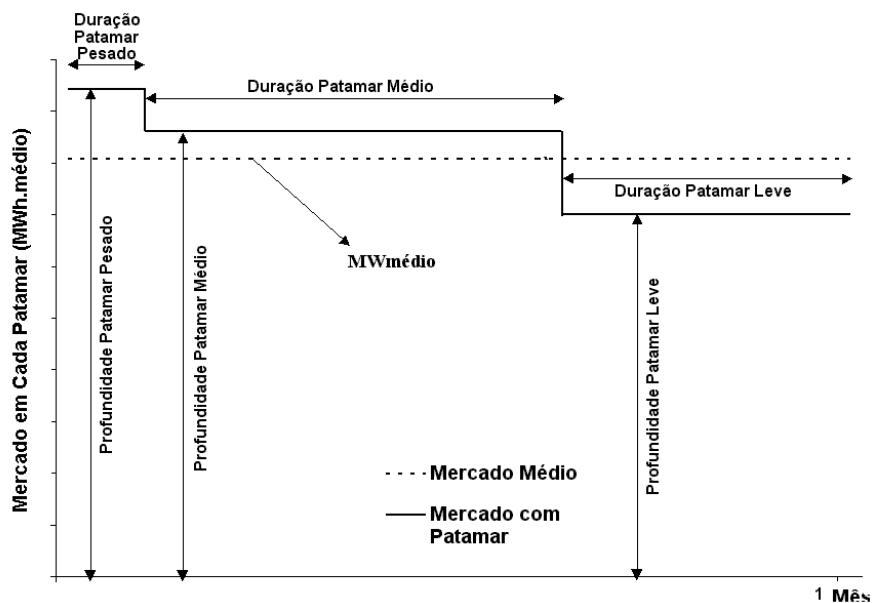 Duração
Patamar
Pesado
Duração Patamar Médio
Duração Patamar Leve
MWmédio
Mercado em Cada Patamar (MWh.médio)
Profundidade Patamar Pesado
Profundidade Patamar Médio
Profundidade Patamar Leve
Mercado Médio
Mercado com
Patamar
1 Mês